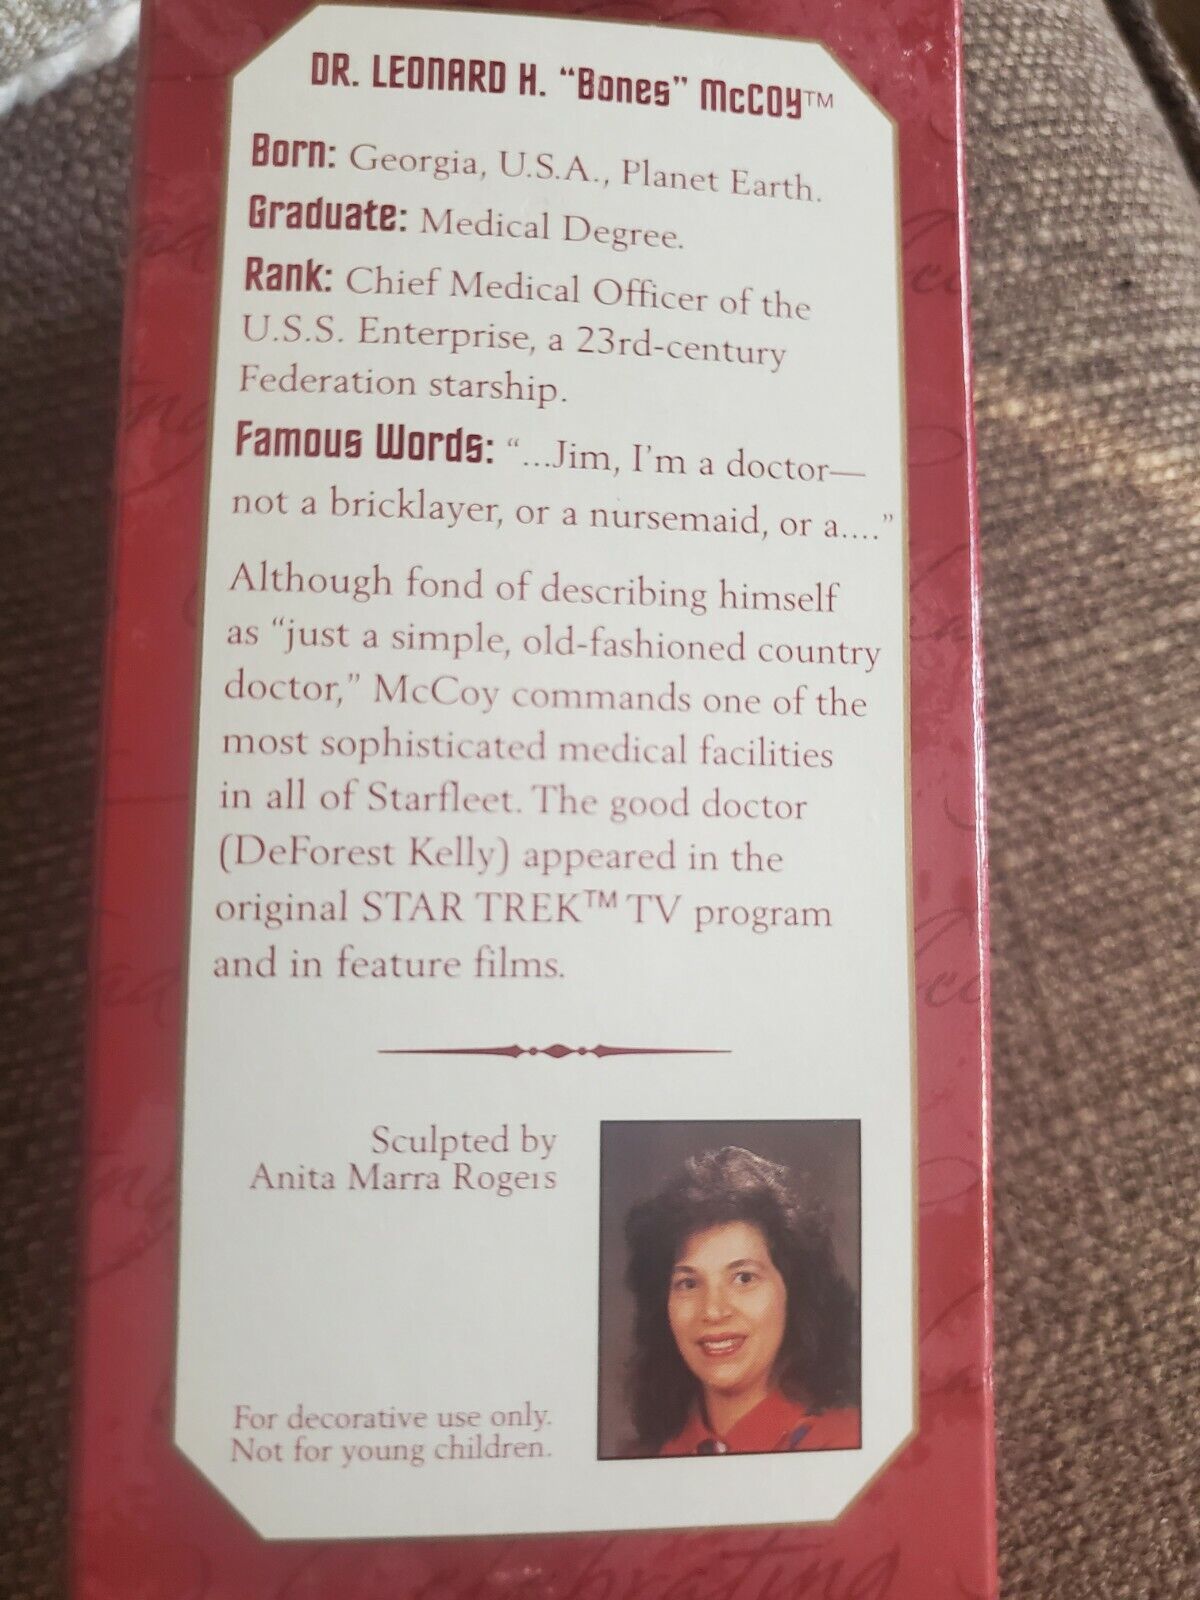 DR. LEONARD H. "Bones" McCOY™
Born: Georgia, U.S.A., Planet Earth.
Graduate: Medical Degree.
Rank: Chief Medical Officer of the
U.S.S. Enterprise, a 23rd-century
Federation starship.
Famous Words: "...Jim, I'm a doctor—
not a bricklayer, or a nursemaid, or a...."
Although fond of describing himself
as "just a simple, old-fashioned country
doctor," McCoy commands one of the
most sophisticated medical facilities
in all of Starfleet. The good doctor
(DeForest Kelly) appeared in the
original STAR TREK™ TV program
and in feature films.
Sculpted by
Anita Marra Rogers
For decorative use only.
Not for young children.
Celebrating